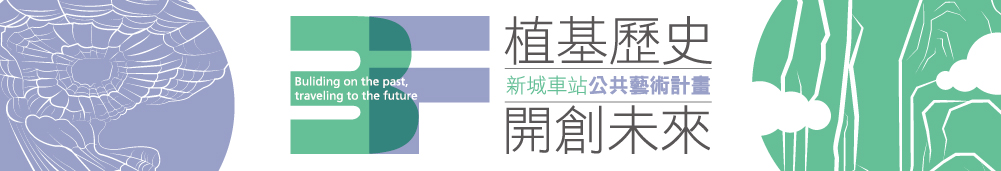 BF
Buliding on the past,
traveling to the future
植基歷史
新城車站公共藝術計畫
開創未來